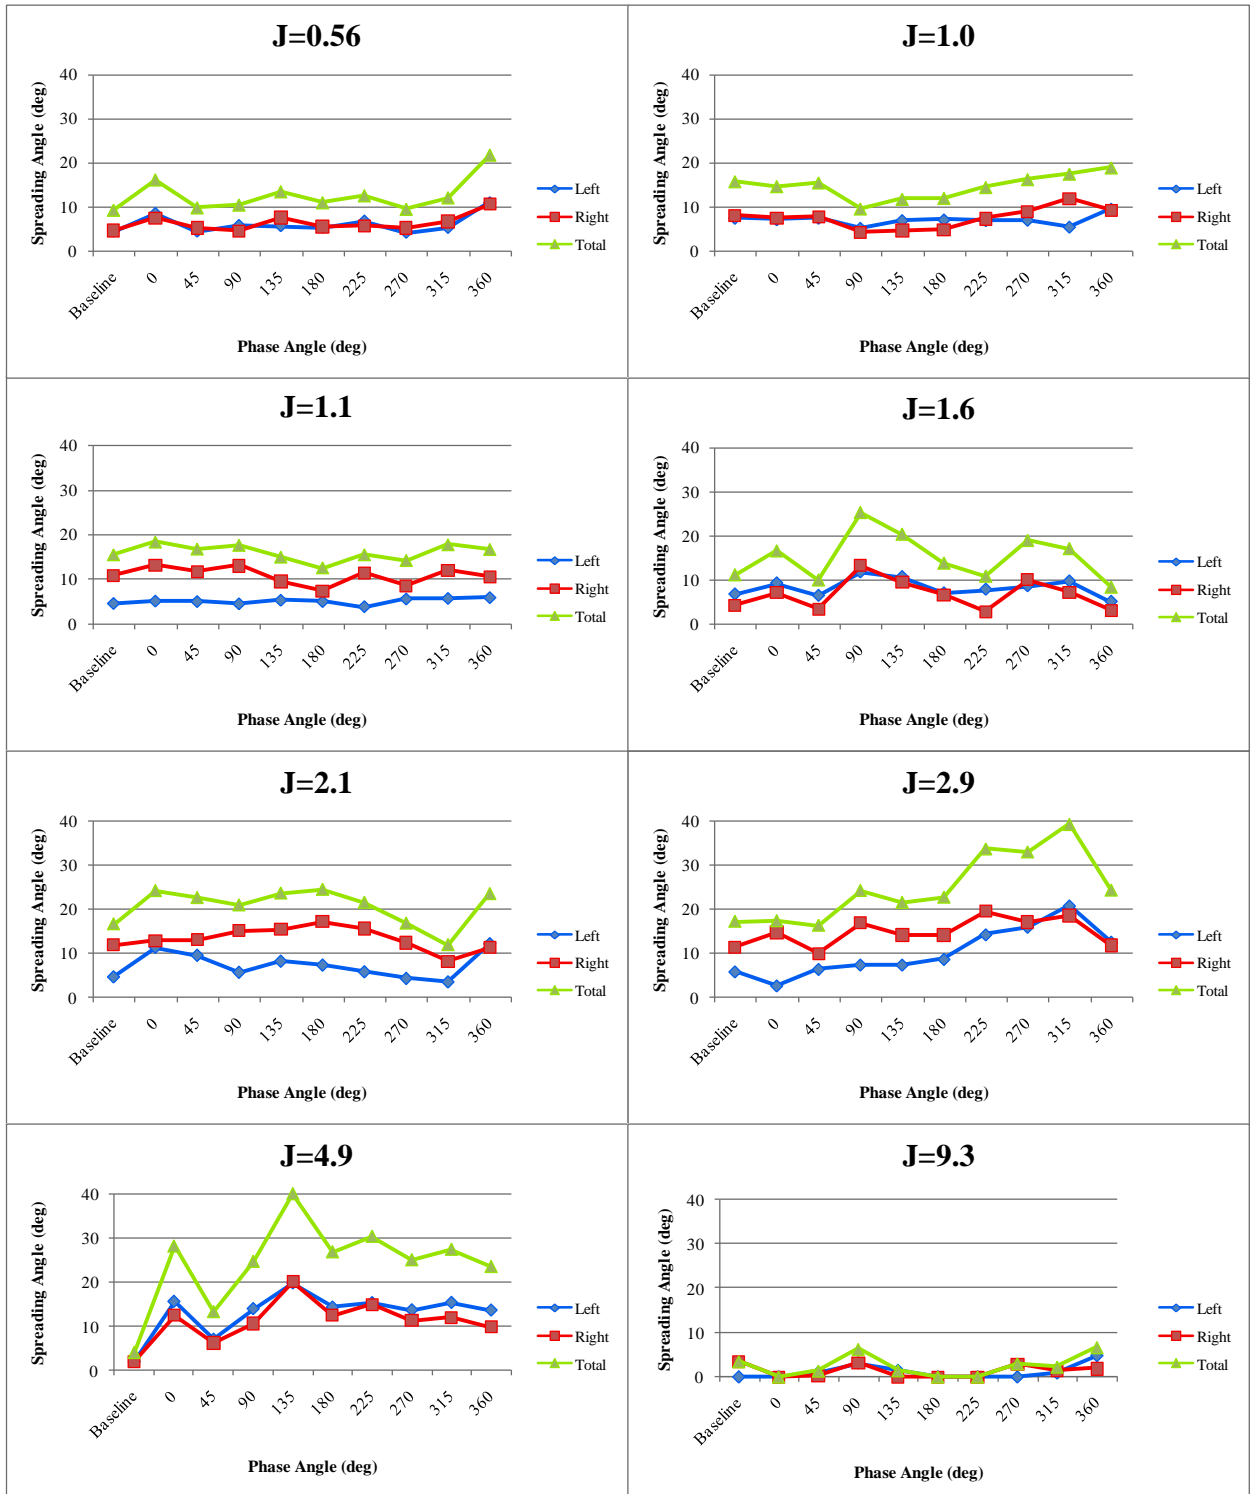 J=0.56
Spreading Angle (deg)
40
30
20
10
0
Baseline 0 45 90 135 180 225 270 315 360
Phase Angle (deg)
Left
Right
Total
J=1.0
Spreading Angle (deg)
40
30
20
10
0
Baseline 0 45 90 135 180 225 270 315 360
Phase Angle (deg)
Left
Right
Total
J=1.1
Spreading Angle (deg)
40
30
20
10
0
Baseline 0 45 90 135 180 225 270 315 360
Phase Angle (deg)
Left
Right
Total
J=1.6
Spreading Angle (deg)
40
30
20
10
0
Baseline 0 45 90 135 180 225 270 315 360
Phase Angle (deg)
Left
Right
Total
J=2.1
Spreading Angle (deg)
40
30
20
10
0
Baseline 0 45 90 135 180 225 270 315 360
Phase Angle (deg)
Left
Right
Total
J=2.9
Spreading Angle (deg)
40
30
20
10
0
Baseline 0 45 90 135 180 225 270 315 360
Phase Angle (deg)
Left
Right
Total
J=4.9
Spreading Angle (deg)
40
30
20
10
0
Baseline 0 45 90 135 180 225 270 315 360
Phase Angle (deg)
Left
Right
Total
J=9.3
Spreading Angle (deg)
40
30
20
10
0
Baseline 0 45 90 135 180 225 270 315 360
Phase Angle (deg)
Left
Right
Total